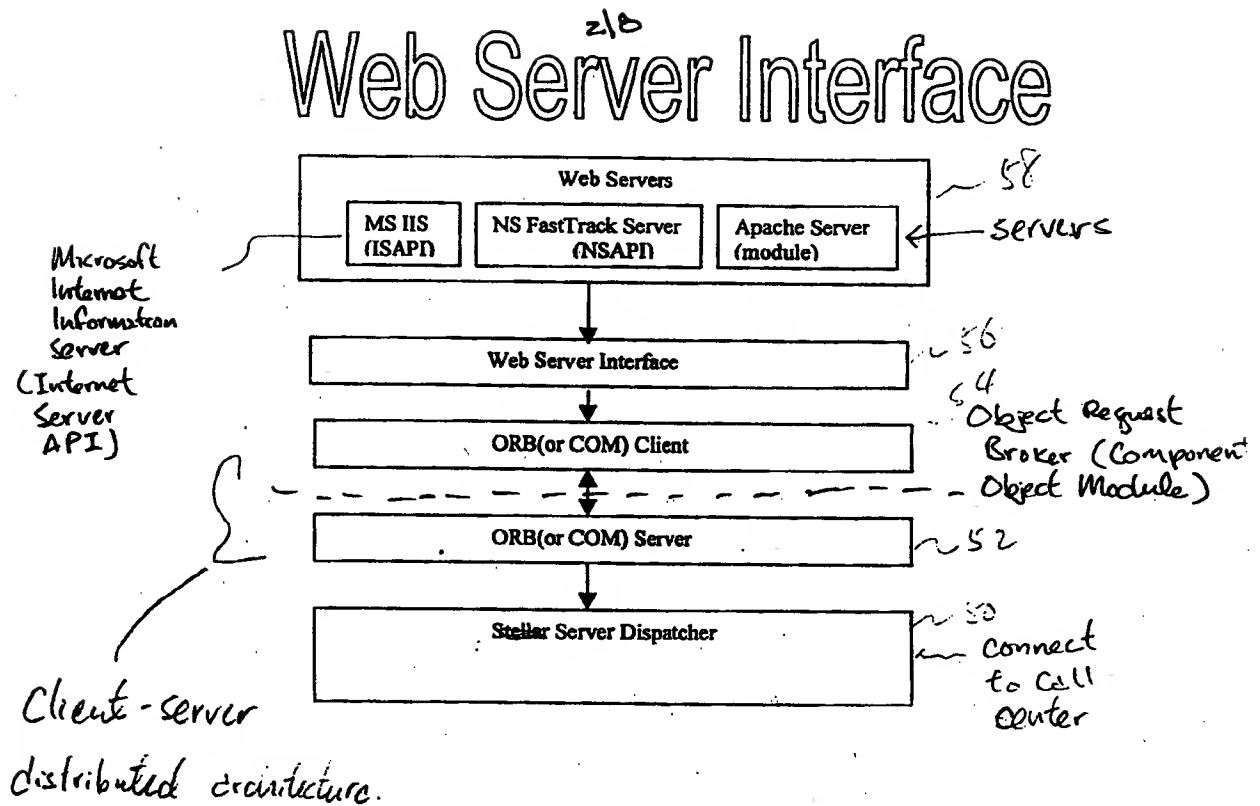 2/8
Web Server Interface
Web Servers
58
MS IIS
(ISAPI)
NS FastTrack Server
(NSAPI)
Apache Server
(module)
servers
Microsoft
Internet
Information
Server
(Internet
Server
API)
Web Server Interface
56
54
ORB(or COM) Client
Object Request
Broker (Component
Object Module)
ORB(or COM) Server
52
Stellar Server Dispatcher
50
connect
to call
center
Client-server
distributed architecture.